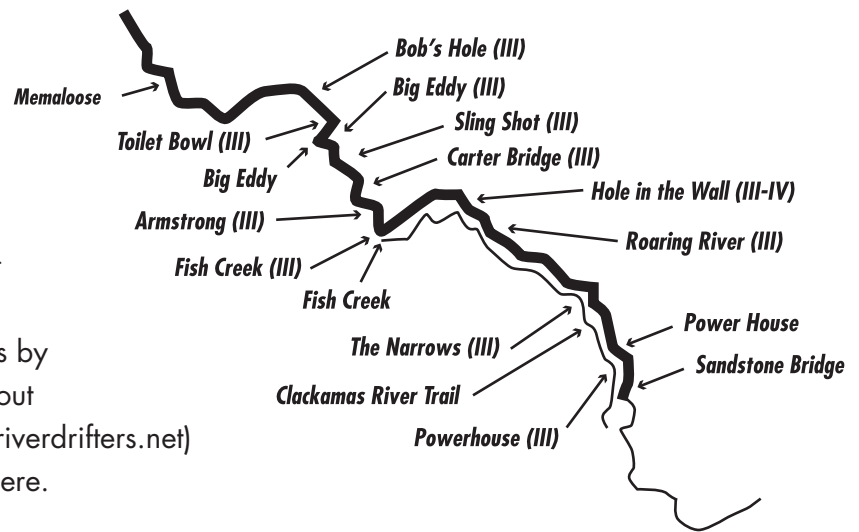 Bob's Hole (III)
Big Eddy (III)
Memaloose
Sling Shot (III)
Toilet Bowl (III)
Carter Bridge (III)
Big Eddy
Hole in the Wall (III-IV)
Armstrong (III)
Roaring River (III)
Fish Creek (III)
Fish Creek
Power House
The Narrows (III)
Sandstone Bridge
Clackamas River Trail
Powerhouse (III)
s by
out
riverdrifters.net)
ere.